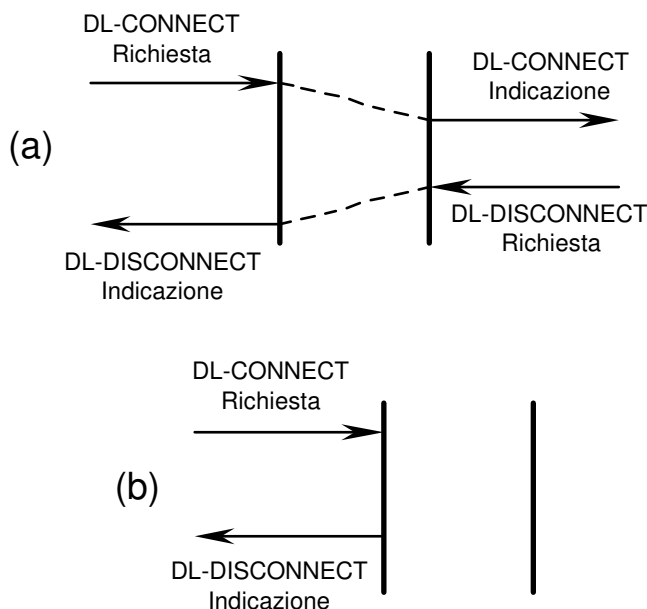 DL-CONNECT
Richiesta
DL-CONNECT
Indicazione
(a)
DL-DISCONNECT
Richiesta
DL-DISCONNECT
Indicazione
DL-CONNECT
Richiesta
(b)
DL-DISCONNECT
Indicazione